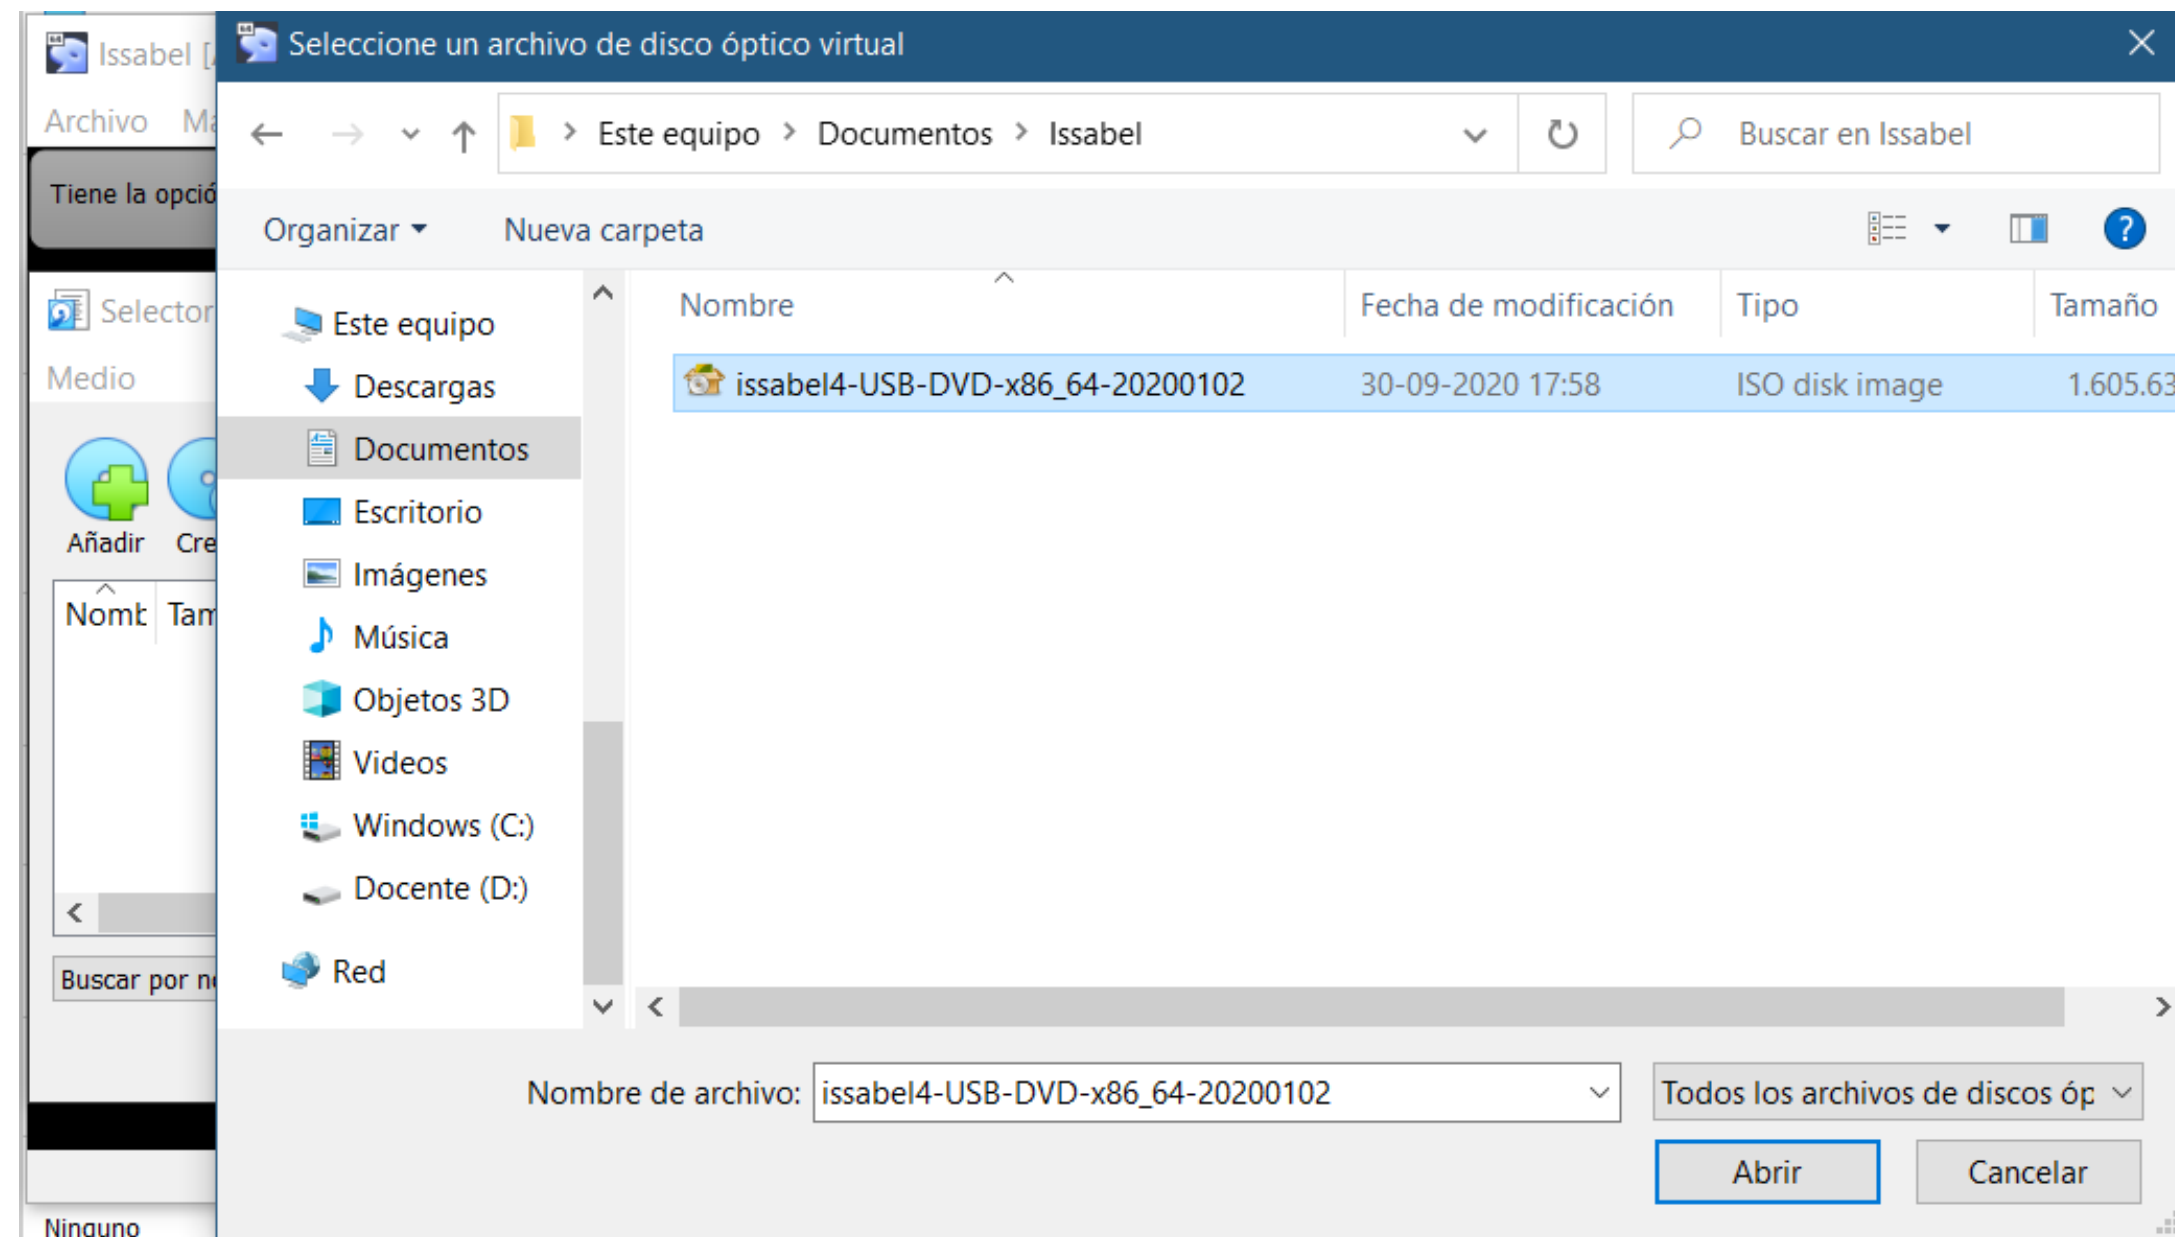 Issabel [
Seleccione un archivo de disco óptico virtual
Archivo
Este equipo > Documentos > Issabel
Buscar en Issabel
Tiene la
Organizar
Nueva carpeta
Selector
Medio
Añadir
Nombre
Fecha de modificación
Tipo
Tamaño
issabel4-USB-DVD-x86_64-20200102
30-09-2020 17:58
ISO disk image
1.605.63
Este equipo
Descargas
Documentos
Escritorio
Imágenes
Música
Objetos 3D
Videos
Windows (C:)
Docente (D:)
Red
Buscar por
Nombre de archivo:
issabel4-USB-DVD-x86_64-20200102
Todos los archivos de discos óp
Abrir
Cancelar
Ninguno